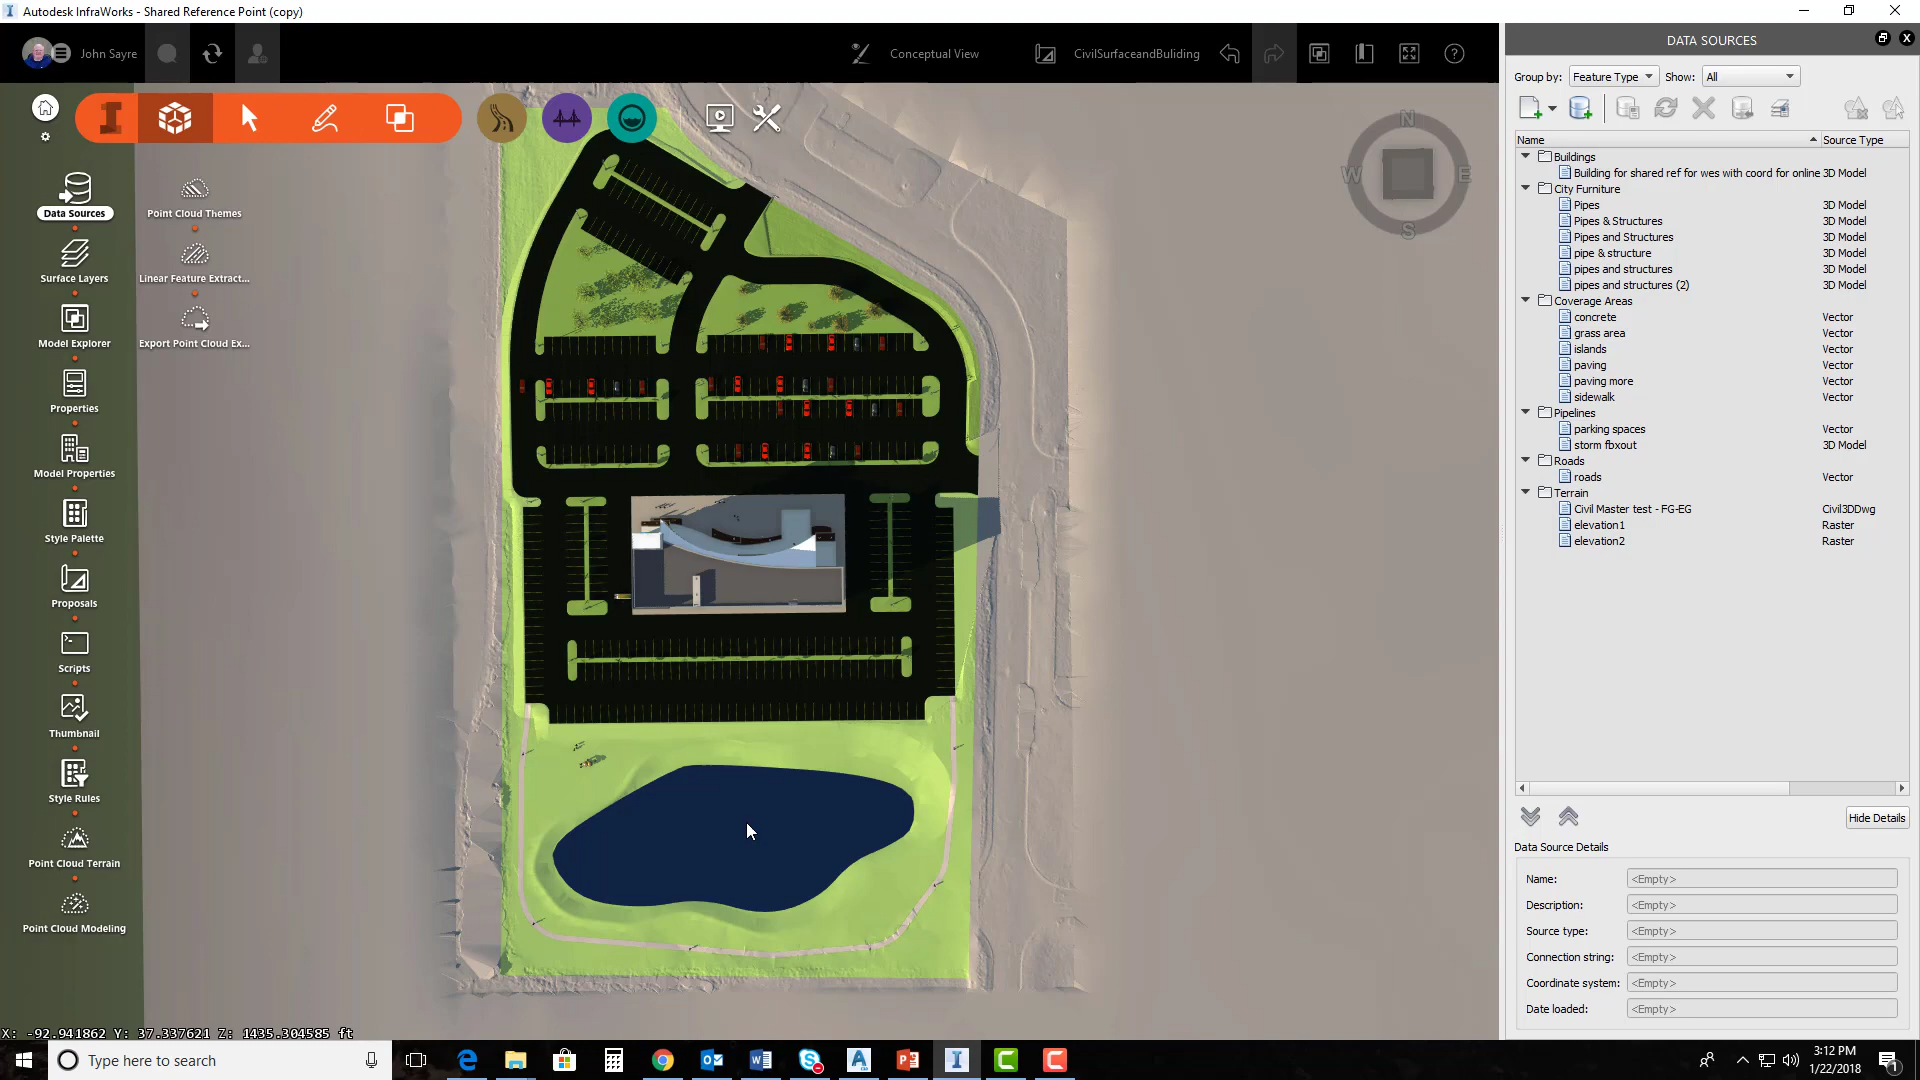 Autodesk InfraWorks - Shared Reference Point (copy)
John Sayre
Conceptual View
CivilSurfaceandBuliding
N
W
E
S
Data Sources
Surface Layers
Model Explorer
Properties
Model Properties
Style Palette
Proposals
Scripts
Thumbnail
Style Rules
Point Cloud Terrain
Point Cloud Modeling
Point Cloud Themes
Linear Feature Extract...
Export Point Cloud Ex...
X: -92.941862 Y: 37.337621 Z: 1435.304585 ft
DATA SOURCES
Group by: Feature Type Show: All
Name Source Type
Buildings
Building for shared ref for wes with coord for online 3D Model
City Furniture
Pipes 3D Model
Pipes & Structures 3D Model
Pipes and Structures 3D Model
pipe & structure 3D Model
pipes and structures 3D Model
pipes and structures (2) 3D Model
Coverage Areas
concrete Vector
grass area Vector
islands Vector
paving Vector
paving more Vector
sidewalk Vector
Pipelines
parking spaces Vector
storm fbxout 3D Model
Roads
roads Vector
Terrain
Civil Master test - FG-EG Civil3DDwg
elevation1 Raster
elevation2 Raster
Hide Details
Data Source Details
Name: <Empty>
Description: <Empty>
Source type: <Empty>
Connection string: <Empty>
Coordinate system: <Empty>
Date loaded: <Empty>
Type here to search
3:12 PM
1/22/2018
1